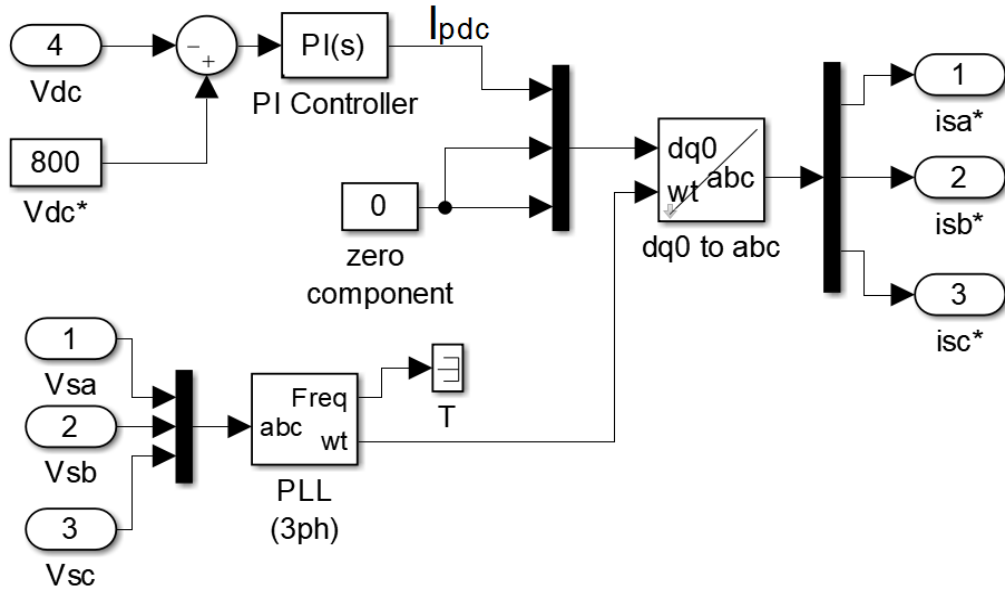 4
Vdc
−
+
PI(s)
PI Controller
Ipdc
800
Vdc*
0
zero
component
dq0
wt
abc
dq0 to abc
1
isa*
2
isb*
3
isc*
1
Vsa
2
Vsb
3
Vsc
abc
Freq
wt
PLL
(3ph)
T